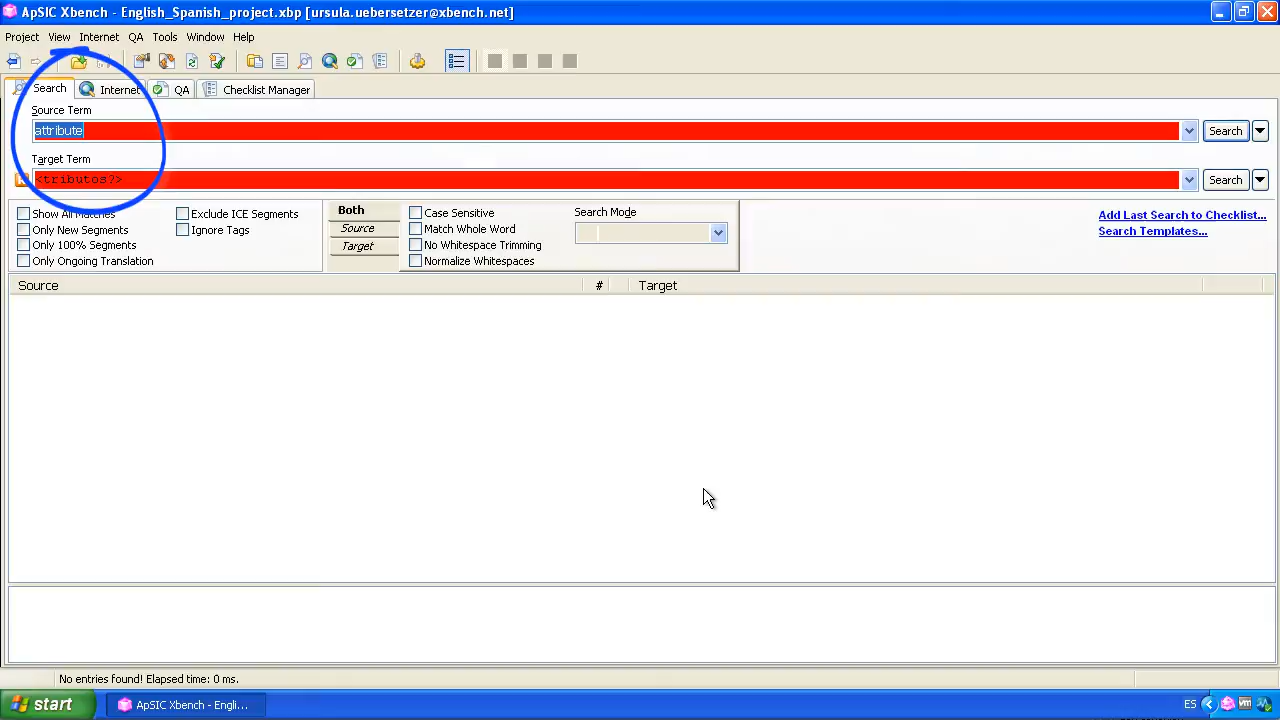 ApSIC Xbench - English_Spanish_project.xbp [ursula.uebersetzer@xbench.net]
Project View Internet QA Tools Window Help
Search Internet QA Checklist Manager
Source Term
attribute Search
Target Term
<tributos?> Search
Show All Matches Exclude ICE Segments
Only New Segments Ignore Tags
Only 100% Segments
Only Ongoing Translation
Both
Source
Target
Case Sensitive
Match Whole Word
No Whitespace Trimming
Normalize Whitespaces
Search Mode
Add Last Search to Checklist...
Search Templates...
Source # Target
No entries found! Elapsed time: 0 ms.
start ApSIC Xbench - Engli... ES